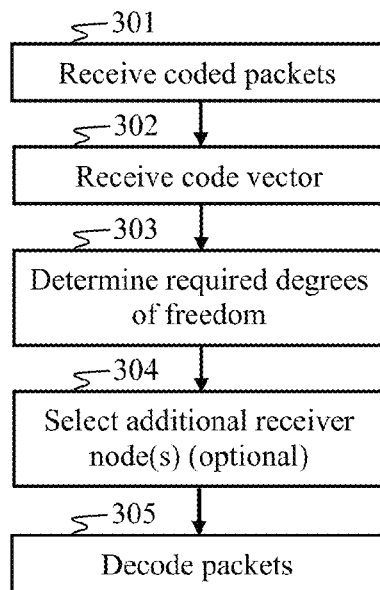 301
Receive coded packets
302
Receive code vector
303
Determine required degrees
of freedom
304
Select additional receiver
node(s) (optional)
305
Decode packets